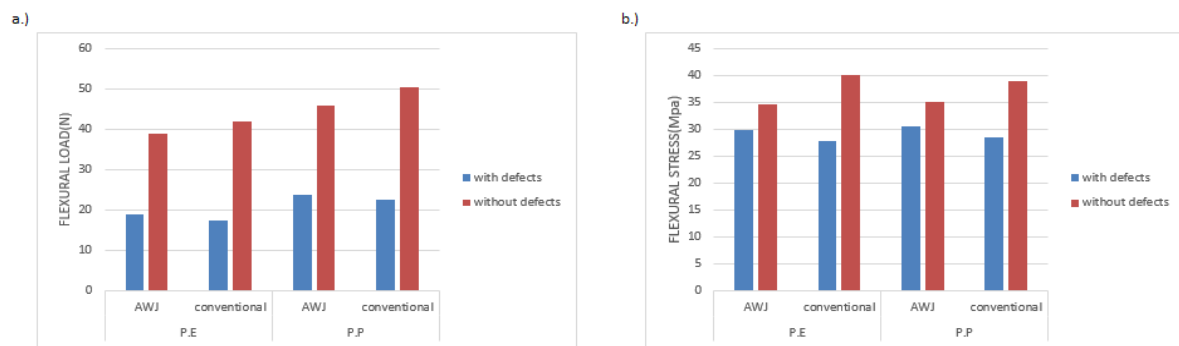 a.)
60
50
40
30
20
10
0
FLEXURAL LOAD(N)
AWJ conventional AWJ conventional
P.E P.P
with defects
without defects
b.)
45
40
35
30
25
20
15
10
5
0
FLEXURAL STRESS(Mpa)
AWJ conventional AWJ conventional
P.E P.P
with defects
without defects